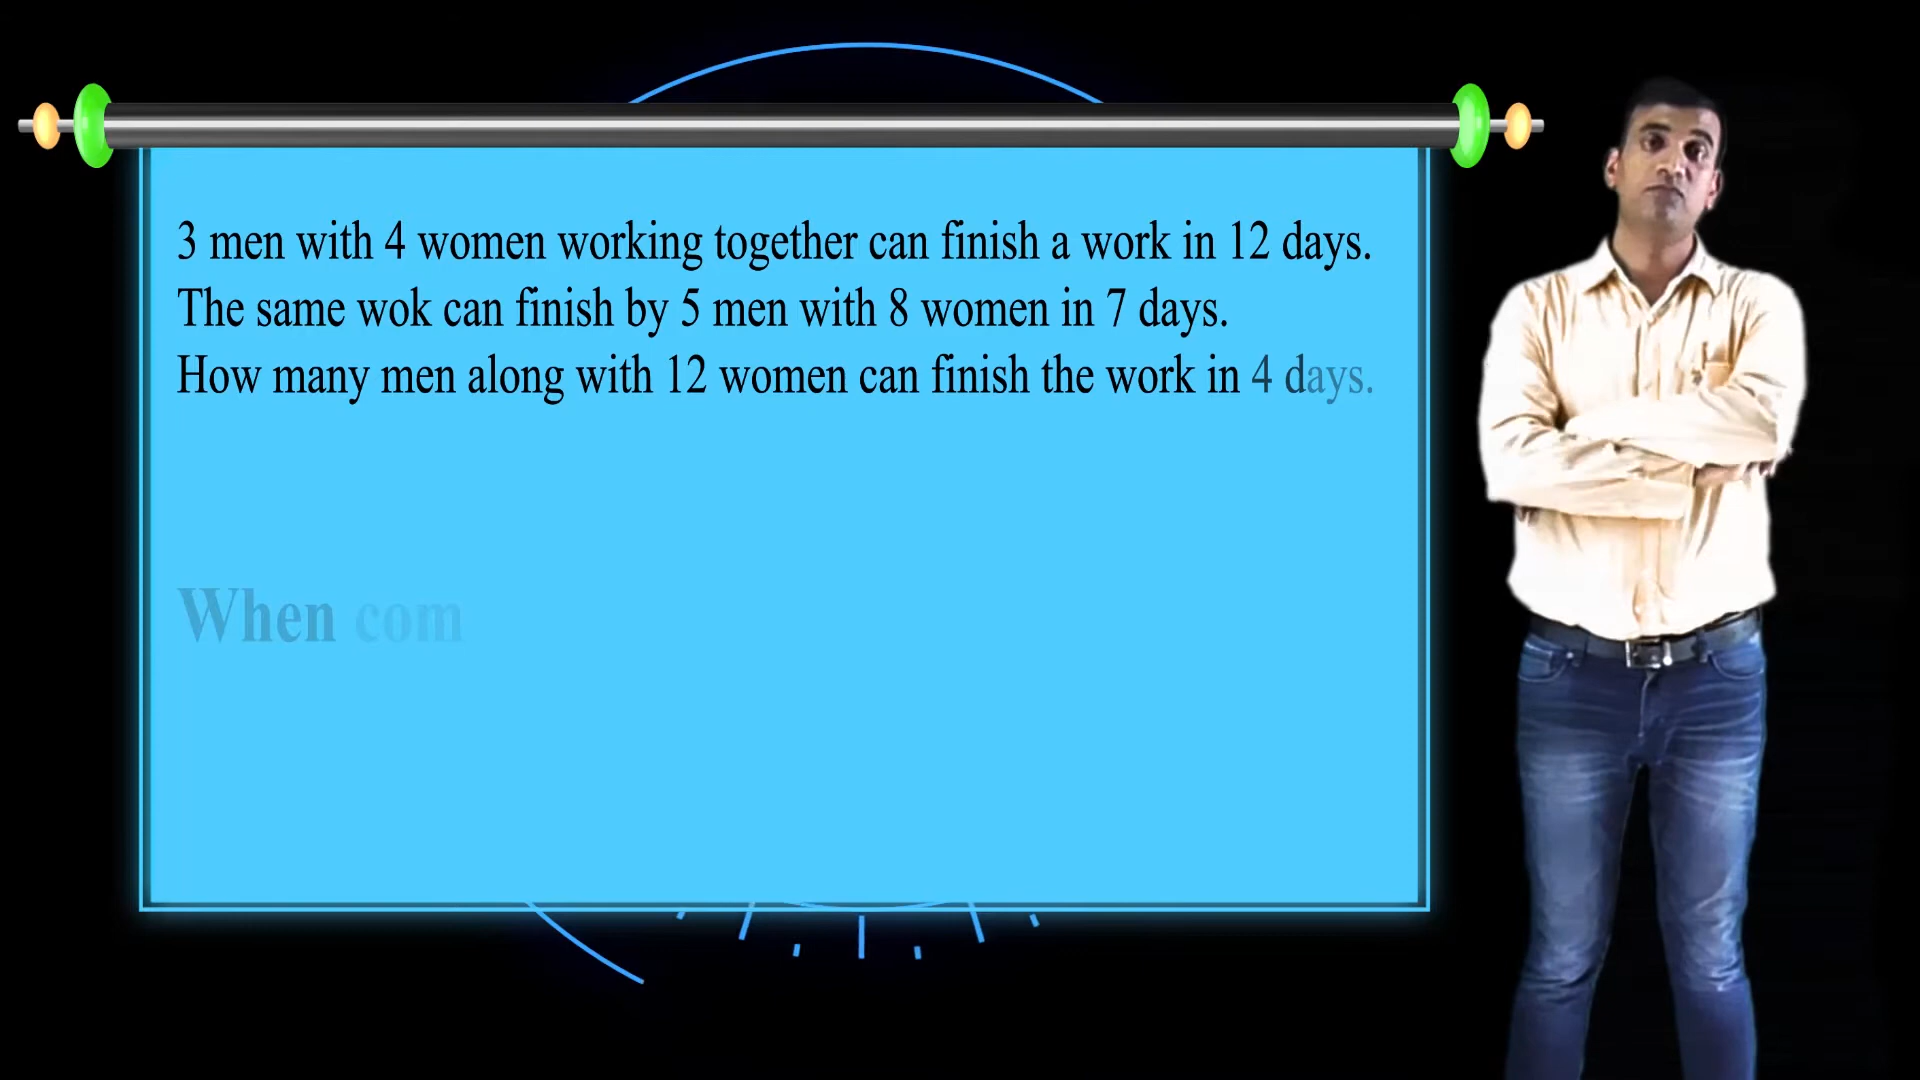 3 men with 4 women working together can finish a work in 12 days.
The same wok can finish by 5 men with 8 women in 7 days.
How many men along with 12 women can finish the work in 4 days.
When com